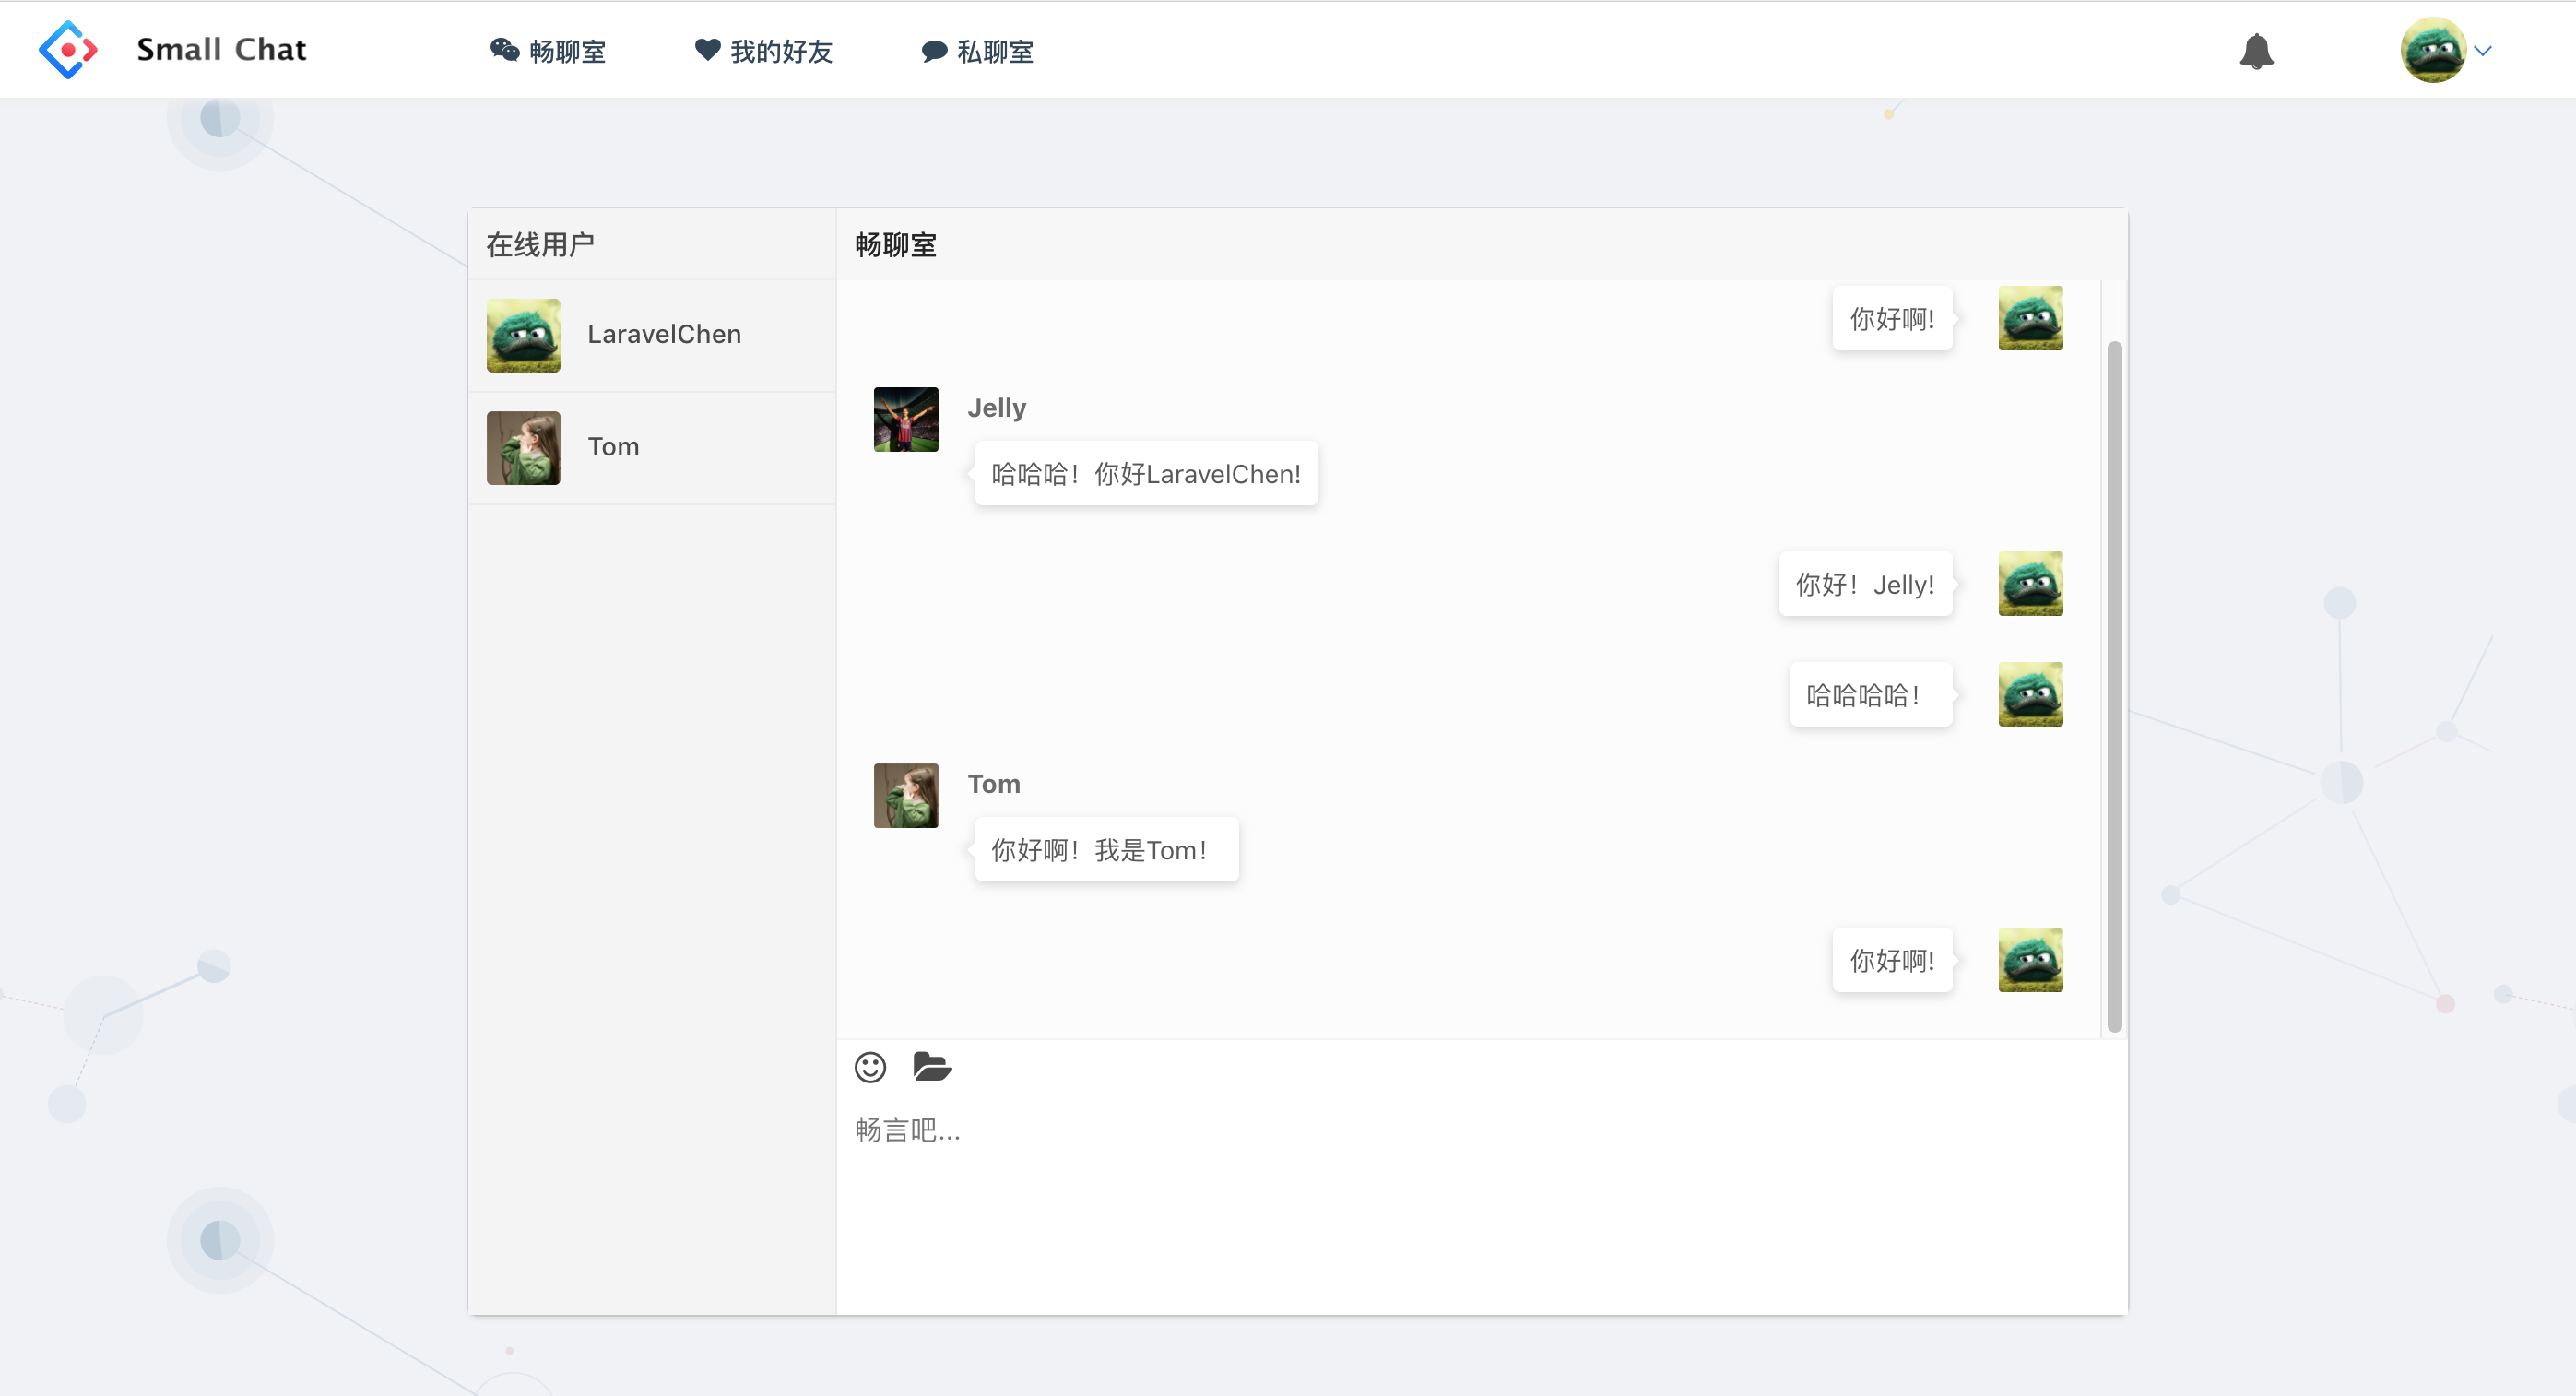 Small Chat
畅聊室
我的好友
私聊室
在线用户
LaravelChen
Tom
畅聊室
你好啊!
Jelly
哈哈哈！你好LaravelChen!
你好！Jelly!
哈哈哈哈！
Tom
你好啊！我是Tom！
你好啊!
畅言吧...